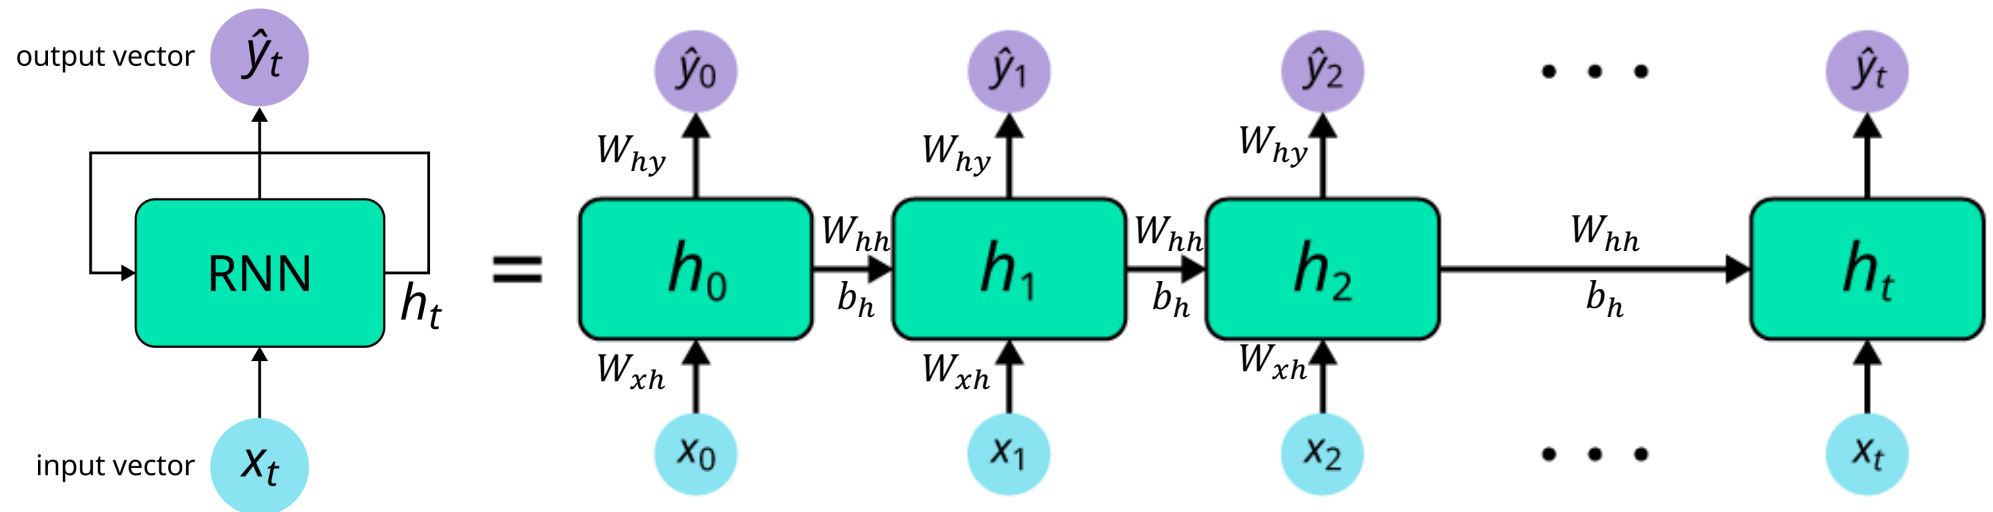 output vector
ŷt
RNN
ht
input vector
xt
=
ŷ0 ŷ1 ŷ2 . . . ŷt
Why Why Why
h0 Whh bh h1 Whh bh h2 Whh bh ht
Wxh Wxh Wxh
x0 x1 x2 . . . xt